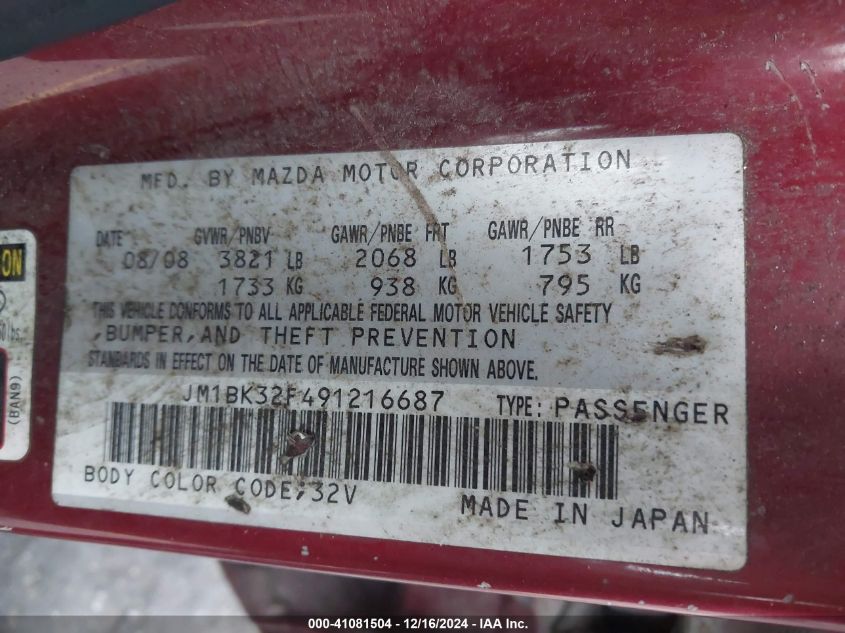 MFD. BY MAZDA MOTOR CORPORATION
DATE GVWR/PNBV GAWR/PNBE FRT GAWR/PNBE RR
08/08 3821 LB 2068 LB 1753 LB
1733 KG 938 KG 795 KG
THIS VEHICLE CONFORMS TO ALL APPLICABLE FEDERAL MOTOR VEHICLE SAFETY
,BUMPER,AND THEFT PREVENTION
STANDARDS IN EFFECT ON THE DATE OF MANUFACTURE SHOWN ABOVE.
JM1BK32F491216687 TYPE: PASSENGER
BODY COLOR CODE;32V
MADE IN JAPAN
ON
lbs.
(BAN9)
000-41081504 - 12/16/2024 - IAA Inc.